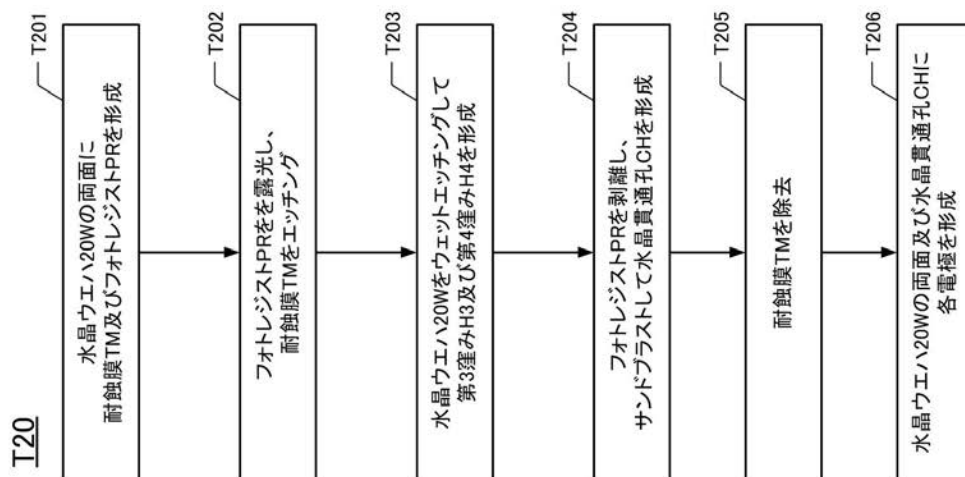 T20
T201
水晶ウエハ20Wの両面に
耐蝕膜TM及びフォトレジストPRを形成
T202
フォトレジストPRをを露光し、
耐蝕膜TMをエッチング
T203
水晶ウエハ20Wをウェットエッチングして
第3窪みH3及び第4窪みH4を形成
T204
フォトレジストPRを剥離し、
サンドブラストして水晶貫通孔CHを形成
T205
耐蝕膜TMを除去
T206
水晶ウエハ20Wの両面及び水晶貫通孔CHに
各電極を形成